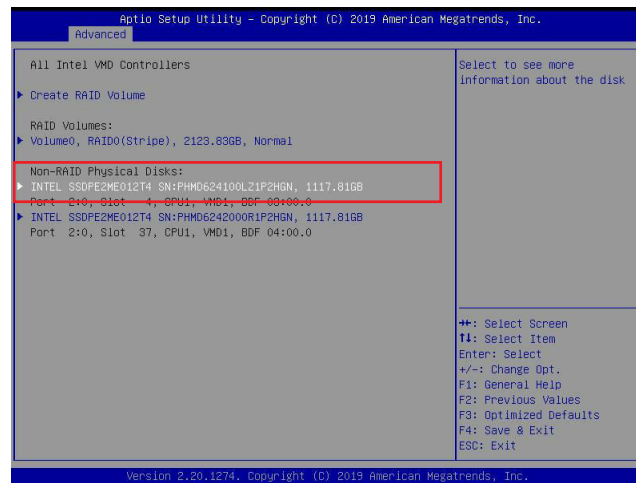 Aptio Setup Utility – Copyright (C) 2019 American Megatrends, Inc.
Advanced
All Intel VMD Controllers
Create RAID Volume
RAID Volumes:
Volume0, RAID0(Stripe), 2123.83GB, Normal
Non-RAID Physical Disks:
INTEL SSDPE2ME012T4 SN:PHMD624100LZ1P2HGN, 1117.81GB
Port 2:0, Slot 4, CPU1, VMD1, BDF 03:00.0
INTEL SSDPE2ME012T4 SN:PHMD6242000R1P2HGN, 1117.81GB
Port 2:0, Slot 37, CPU1, VMD1, BDF 04:00.0
Select to see more
information about the disk
→←: Select Screen
↑↓: Select Item
Enter: Select
+/-: Change Opt.
F1: General Help
F2: Previous Values
F3: Optimized Defaults
F4: Save & Exit
ESC: Exit
Version 2.20.1274. Copyright (C) 2019 American Megatrends, Inc.